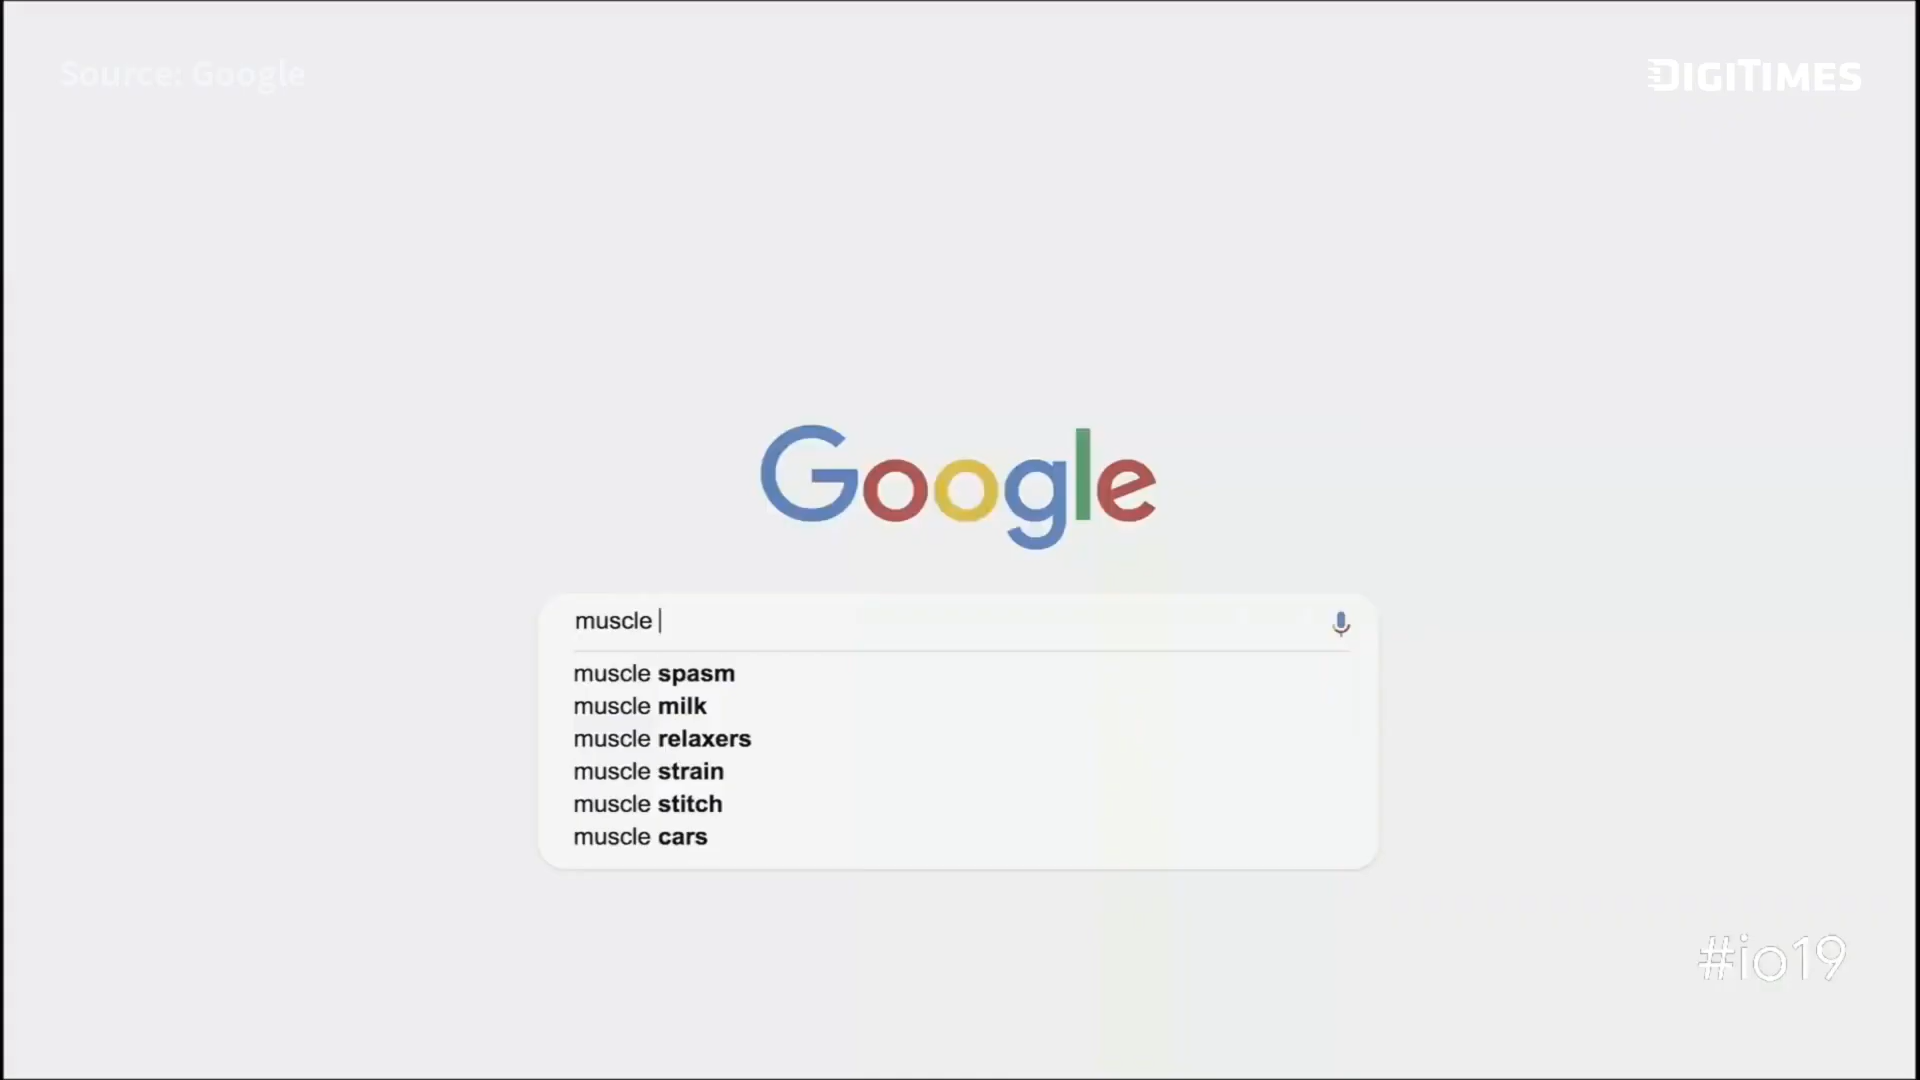 Source: Google
DIGITIMES
Google
muscle
muscle spasm
muscle milk
muscle relaxers
muscle strain
muscle stitch
muscle cars
#io19